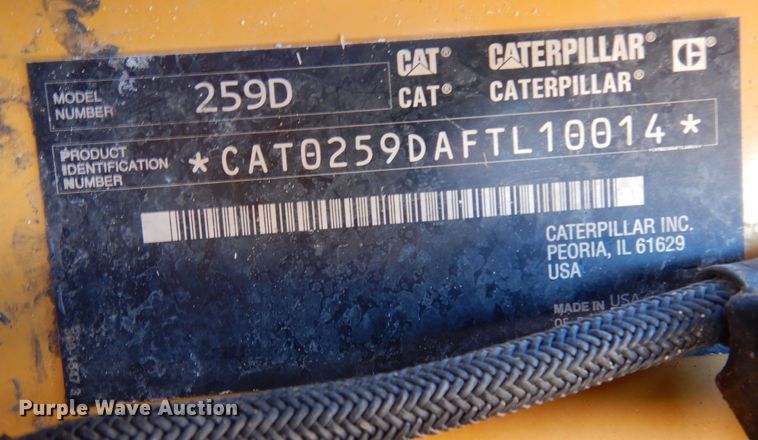 MODEL
NUMBER
259D
CAT® CATERPILLAR® C
CAT® CATERPILLAR®
PRODUCT
IDENTIFICATION
NUMBER
*CAT0259DAFTL10014*
CATERPILLAR INC.
PEORIA, IL 61629
USA
MADE IN USA
Purple Wave Auction